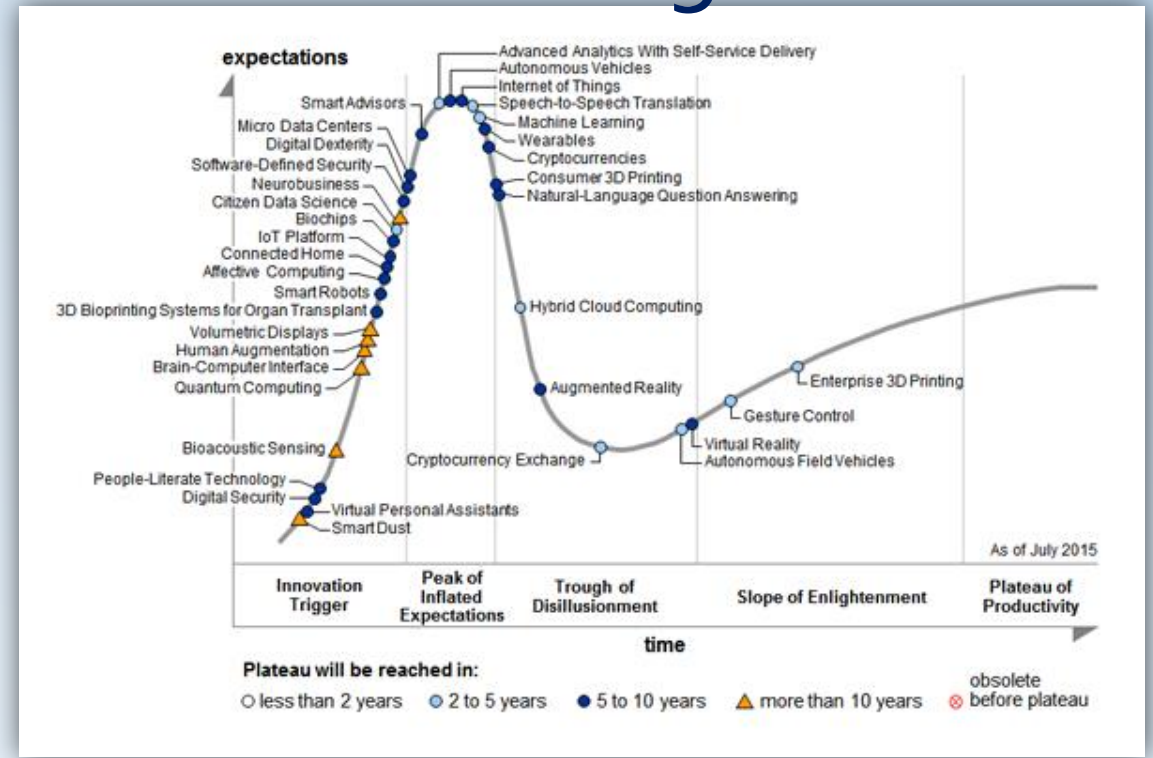 expectations
Advanced Analytics With Self-Service Delivery
Autonomous Vehicles
Internet of Things
Smart Advisors
Speech-to-Speech Translation
Micro Data Centers
Machine Learning
Digital Dexterity
Wearables
Software-Defined Security
Cryptocurrencies
Neurobusiness
Consumer 3D Printing
Citizen Data Science
Natural-Language Question Answering
Biochips
IoT Platform
Connected Home
Affective Computing
Smart Robots
3D Bioprinting Systems for Organ Transplant
Hybrid Cloud Computing
Volumetric Displays
Human Augmentation
Brain-Computer Interface
Quantum Computing
Augmented Reality
Enterprise 3D Printing
Gesture Control
Virtual Reality
Autonomous Field Vehicles
Cryptocurrency Exchange
Bioacoustic Sensing
People-Literate Technology
Digital Security
Virtual Personal Assistants
Smart Dust
As of July 2015
Innovation
Trigger
Peak of
Inflated
Expectations
Trough of
Disillusionment
Slope of Enlightenment
Plateau of
Productivity
time
Plateau will be reached in:
less than 2 years
2 to 5 years
5 to 10 years
more than 10 years
obsolete
before plateau